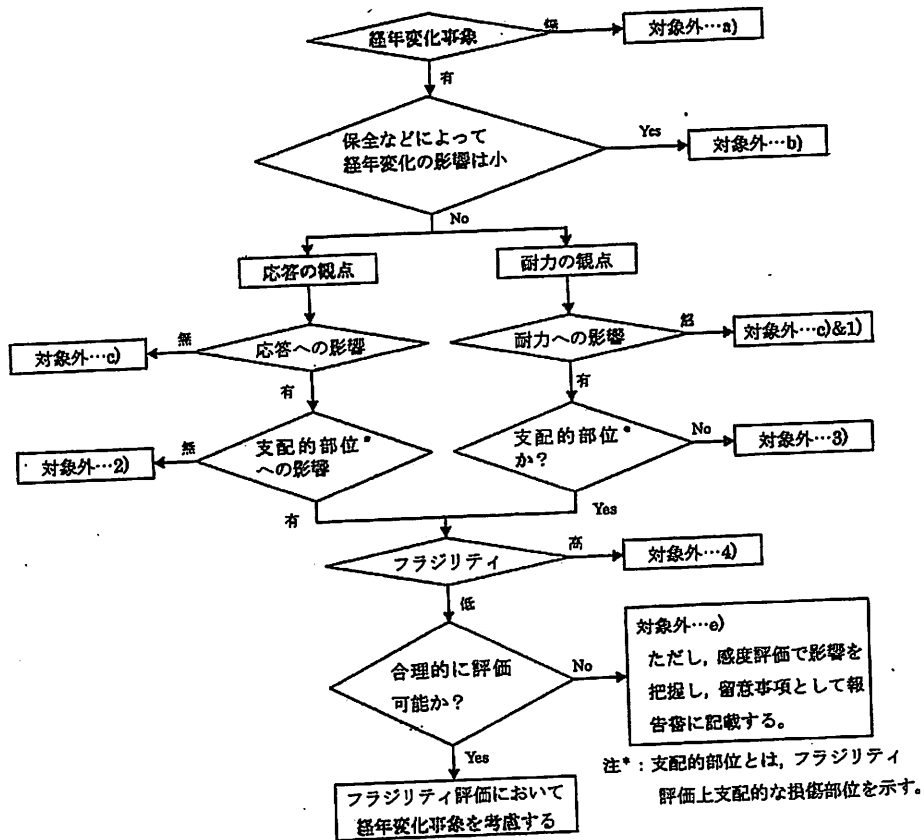 経年変化事象
無
対象外…a)
有
保全などによって
経年変化の影響は小
Yes
対象外…b)
No
応答の観点
耐力の観点
応答への影響
無
対象外…c)
耐力への影響
無
対象外…c)&1)
有
有
支配的部位*
への影響
無
対象外…2)
支配的部位*
か?
No
対象外…3)
有
Yes
フラジリティ
高
対象外…4)
低
合理的に評価
可能か?
No
対象外…e)
ただし,感度評価で影響を
把握し,留意事項として報
告書に記載する。
Yes
注*:支配的部位とは,フラジリティ
評価上支配的な損傷部位を示す。
フラジリティ評価において
経年変化事象を考慮する